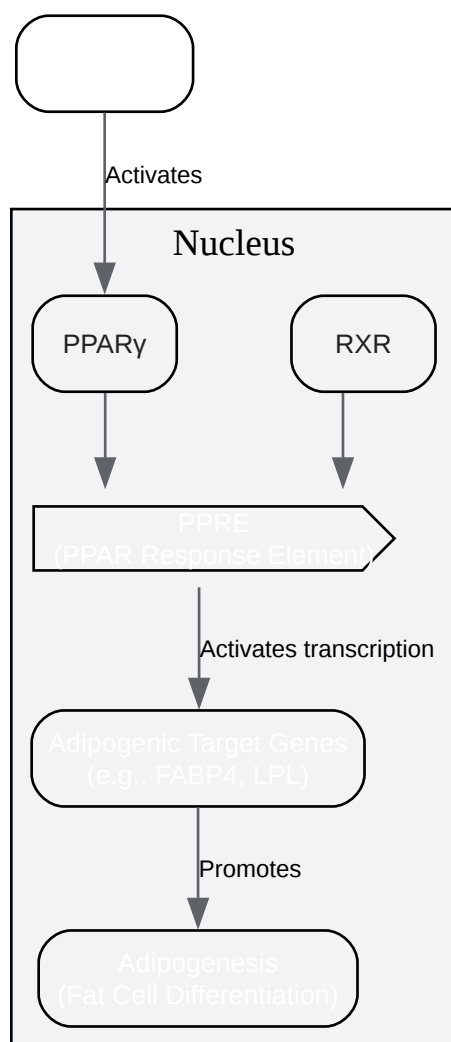 Activates
Nucleus
PPARγ
RXR
PPRE
(PPAR Response Element)
Activates transcription
Adipogenic Target Genes
(e.g., FABP4, LPL)
Promotes
Adipogenesis
(Fat Cell Differentiation)